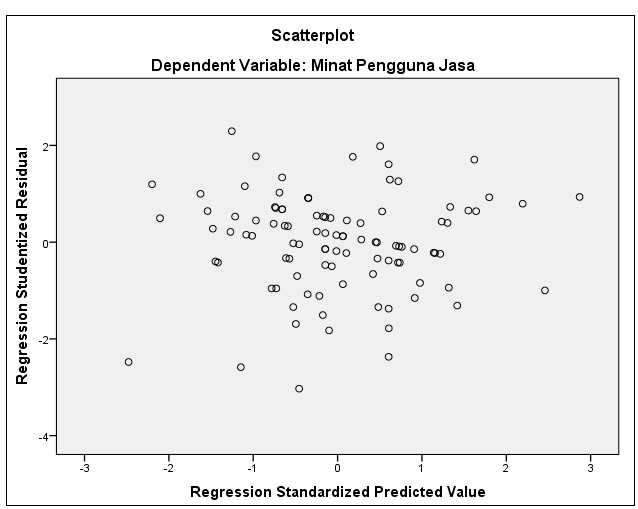 Scatterplot
Dependent Variable: Minat Pengguna Jasa
Regression Studentized Residual
2
0
-2
-4
-3
-2
-1
0
1
2
3
Regression Standardized Predicted Value